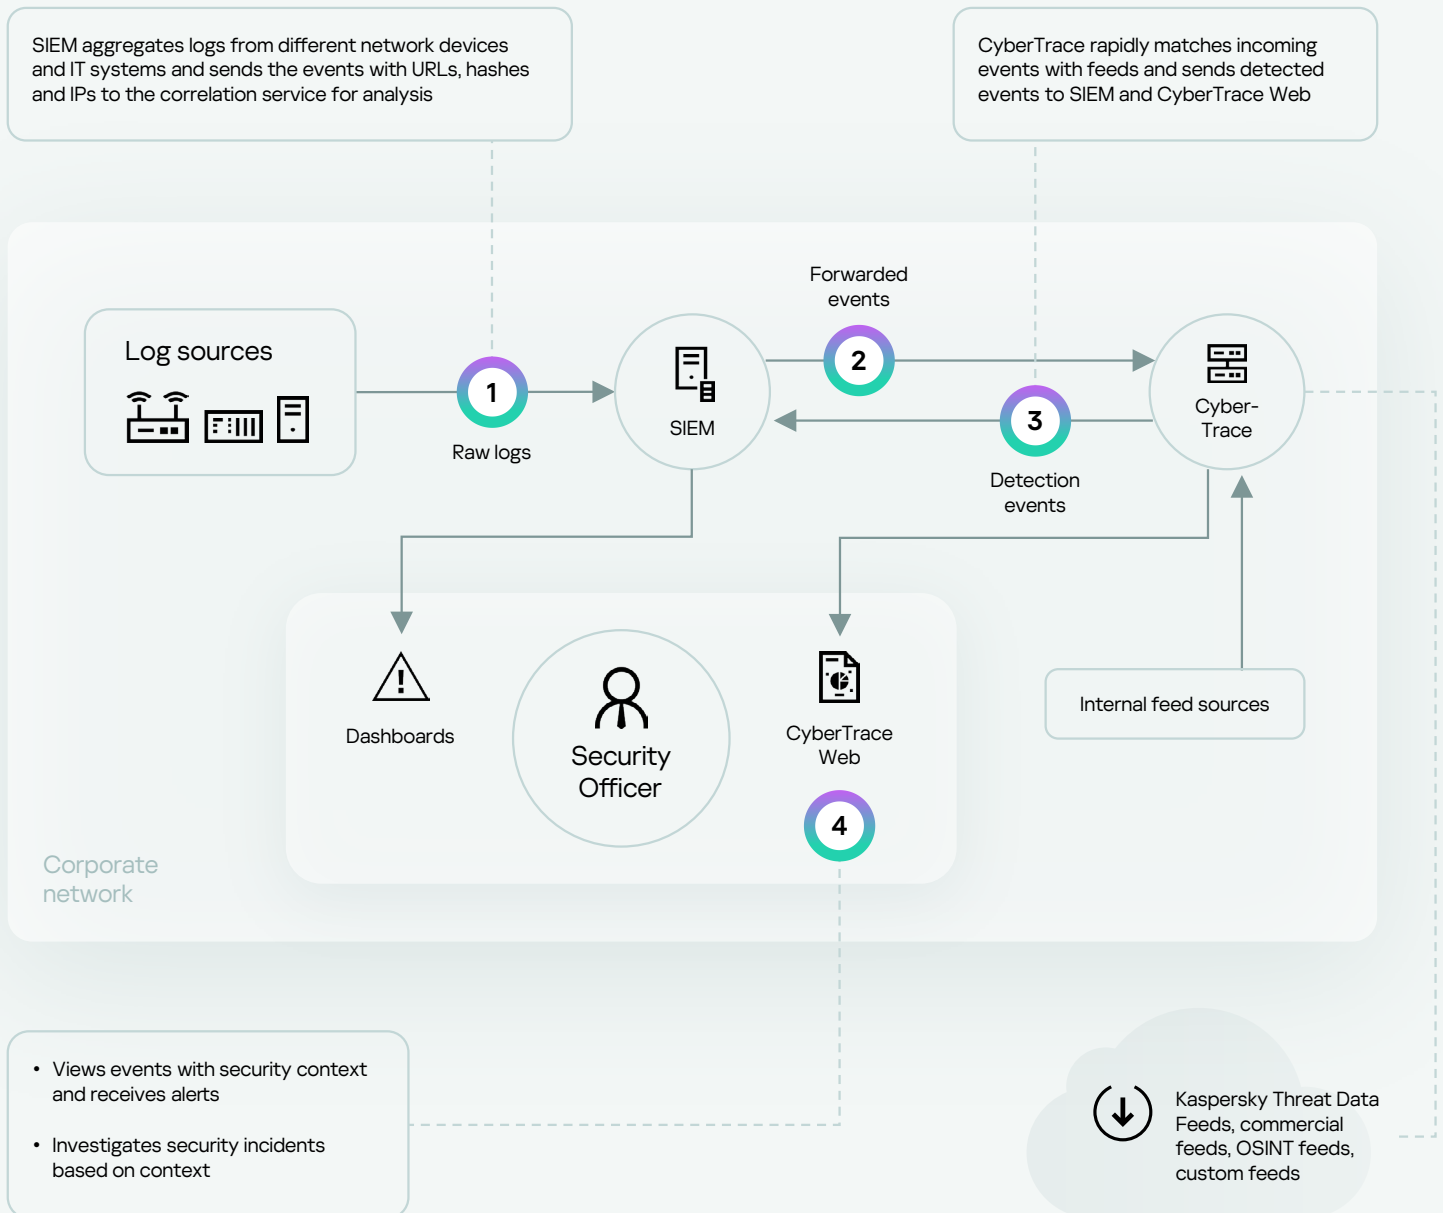 SIEM aggregates logs from different network devices
and IT systems and sends the events with URLs, hashes
and IPs to the correlation service for analysis
CyberTrace rapidly matches incoming
events with feeds and sends detected
events to SIEM and CyberTrace Web
Log sources
1
Raw logs
SIEM
Forwarded
events
2
3
Detection
events
Cyber-
Trace
Dashboards
Security
Officer
CyberTrace
Web
4
Internal feed sources
Corporate
network
• Views events with security context
and receives alerts
• Investigates security incidents
based on context
Kaspersky Threat Data
Feeds, commercial
feeds, OSINT feeds,
custom feeds